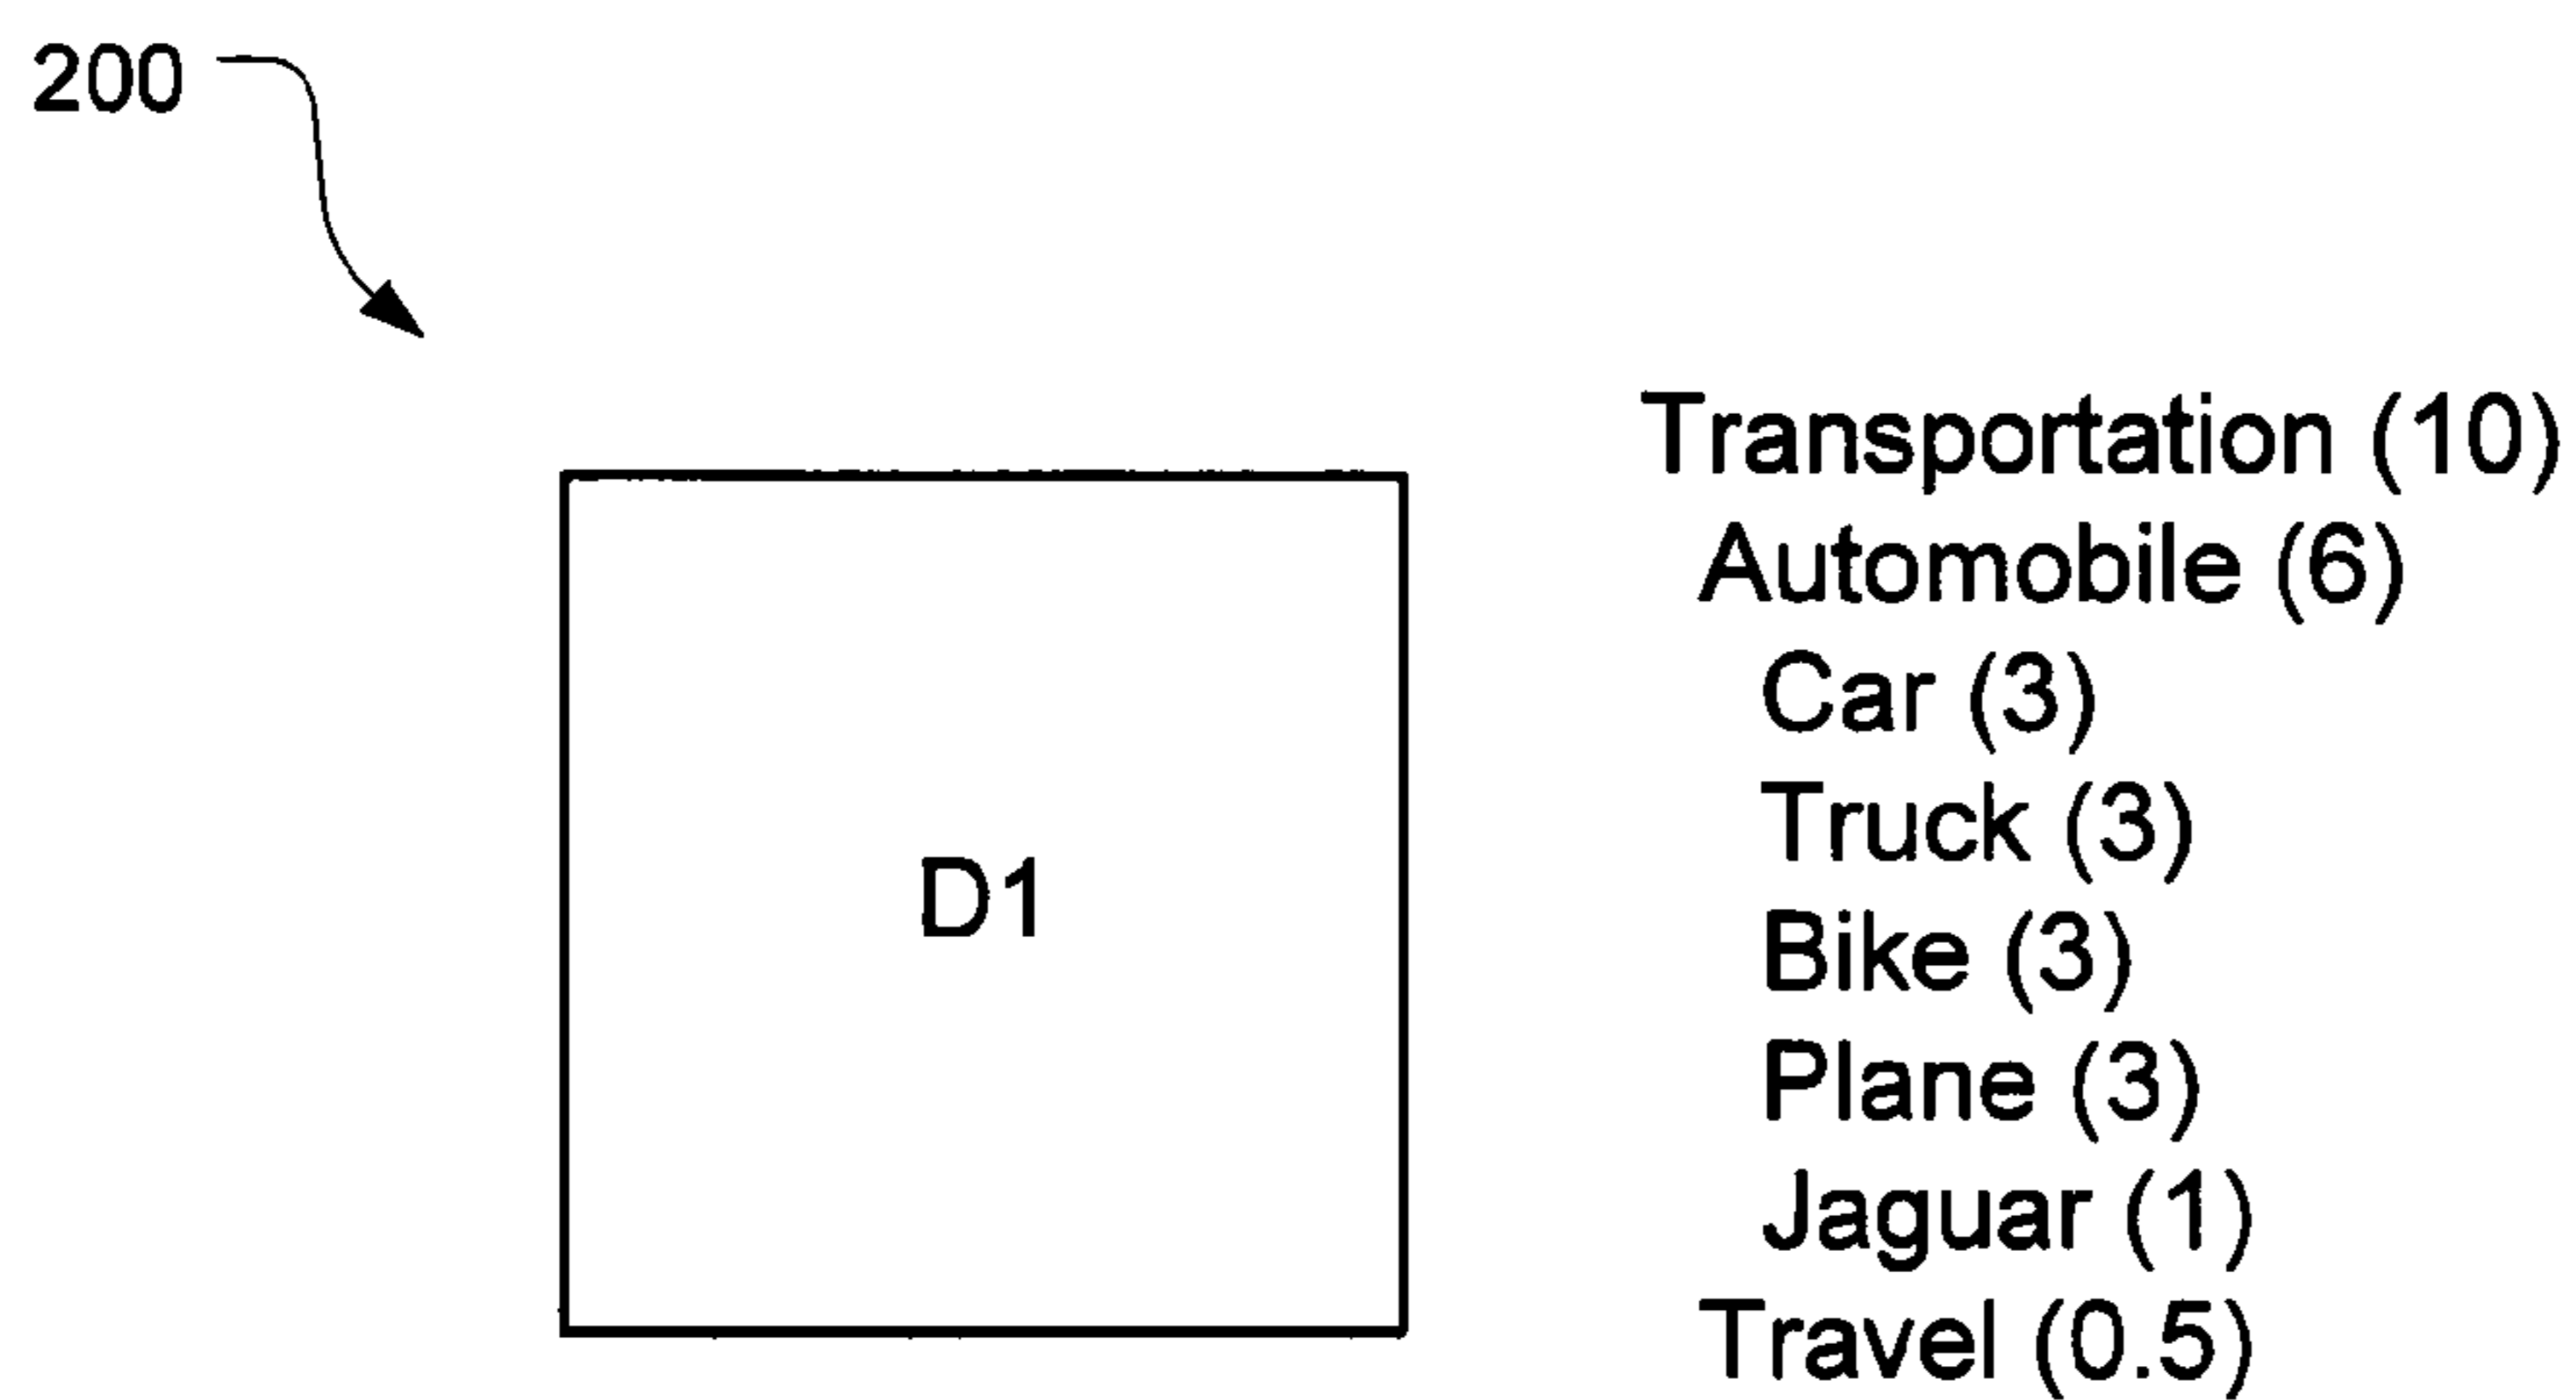 200
Transportation (10)
Automobile (6)
Car (3)
Truck (3)
D1
Bike (3)
Plane (3)
Jaguar (1)
Travel (0.5)